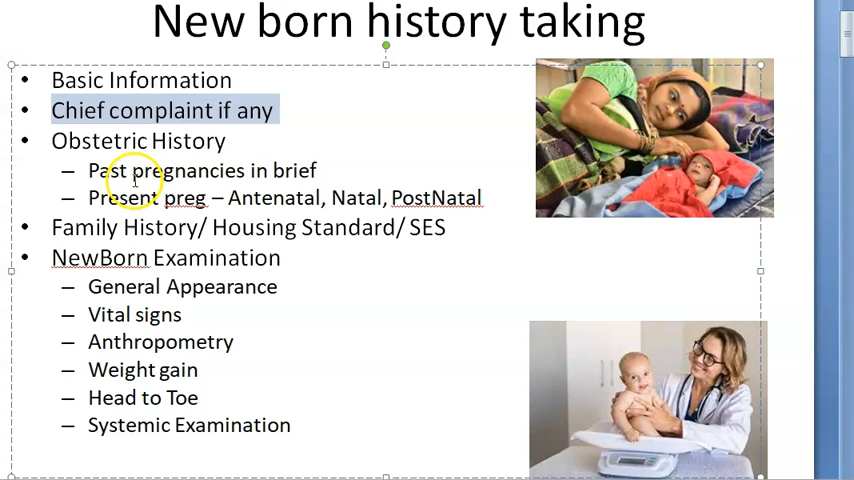 New born history taking
• Basic Information
• Chief complaint if any
• Obstetric History
– Past pregnancies in brief
– Present preg – Antenatal, Natal, PostNatal
• Family History/ Housing Standard/ SES
• NewBorn Examination
– General Appearance
– Vital signs
– Anthropometry
– Weight gain
– Head to Toe
– Systemic Examination